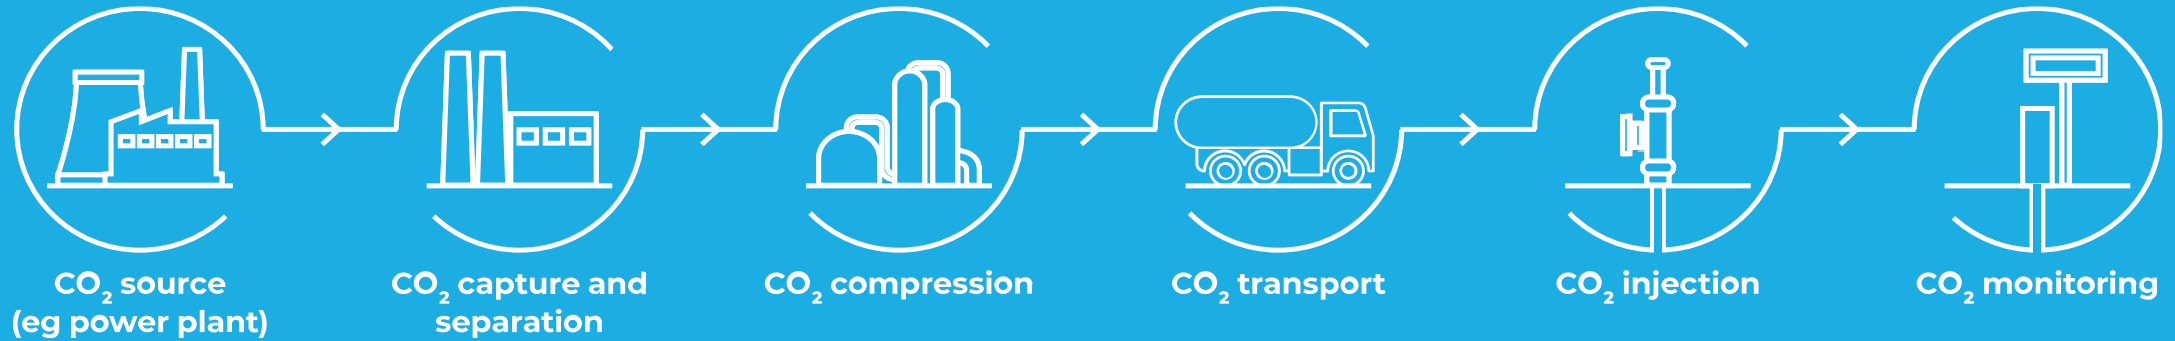 CO₂ source
(eg power plant)
CO₂ capture and
separation
CO₂ compression
CO₂ transport
CO₂ injection
CO₂ monitoring